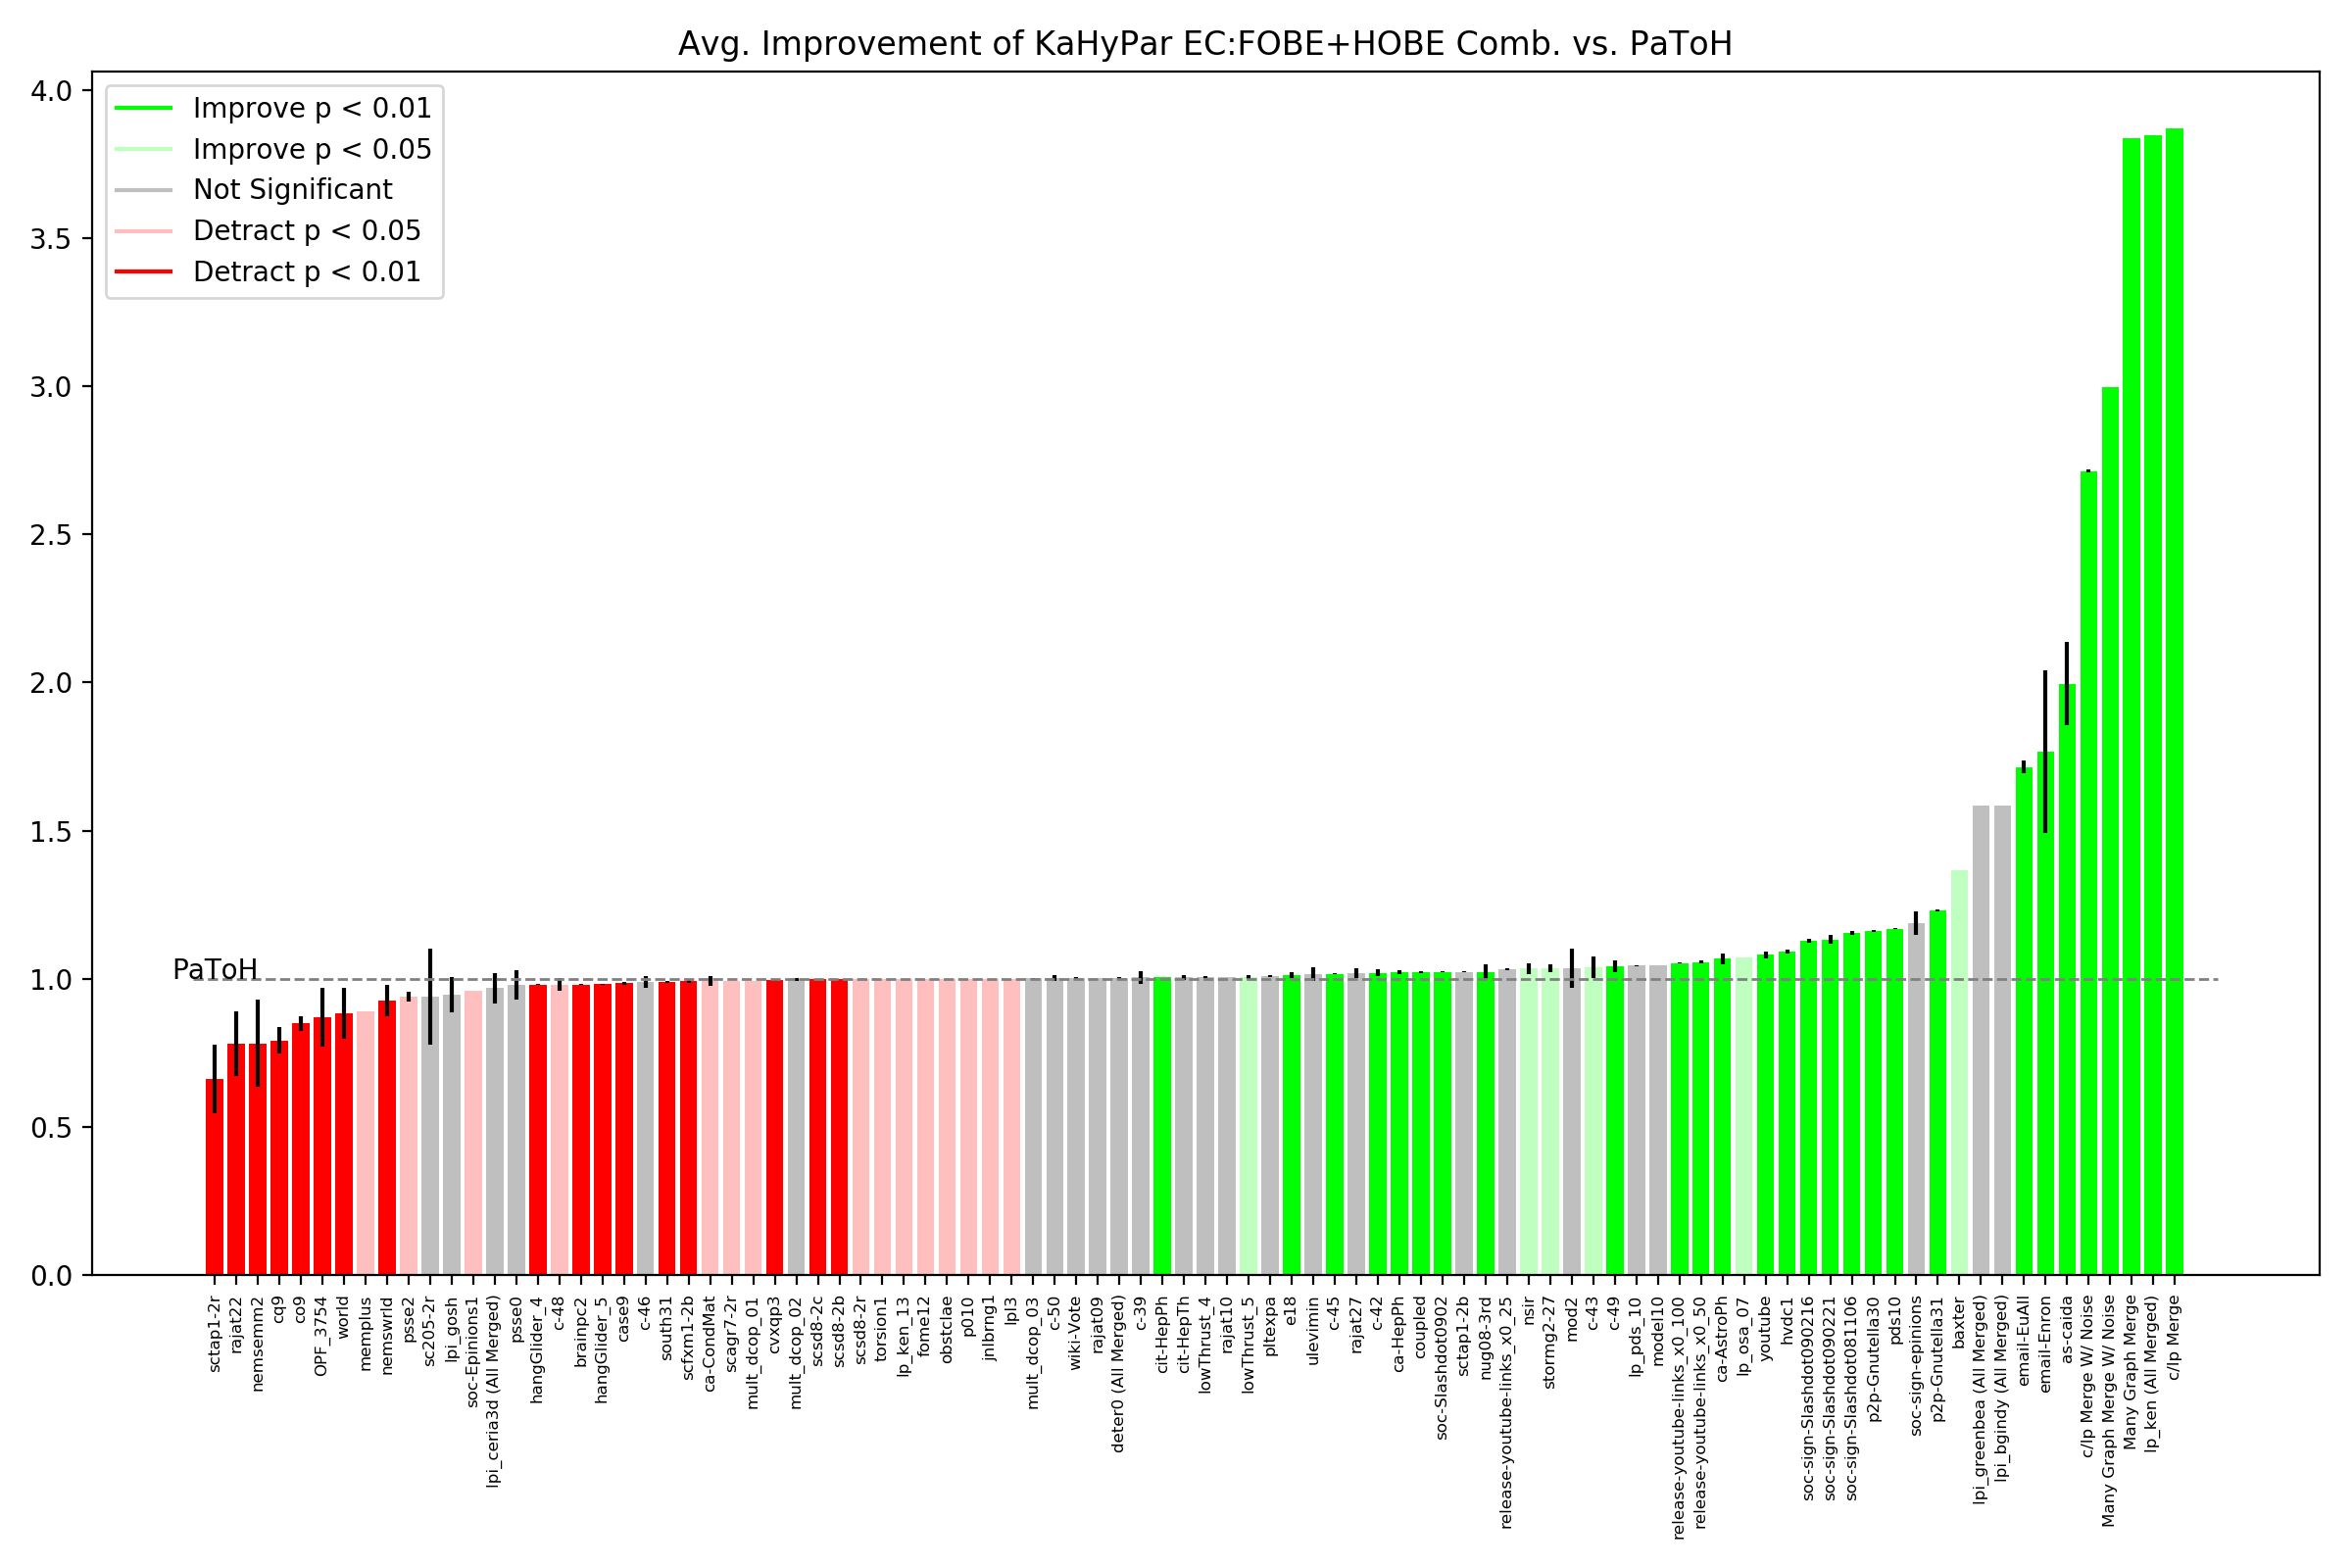 Avg. Improvement of KaHyPar EC:FOBE+HOBE Comb. vs. PaToH
Improve p < 0.01
Improve p < 0.05
Not Significant
Detract p < 0.05
Detract p < 0.01
4.0
3.5
3.0
2.5
2.0
1.5
1.0
0.5
0.0
PaToH
sctap1-2r
rajat22
nemsemm2
cq9
co9
OPF_3754
world
memplus
nemswrld
psse2
sc205-2r
lpi_gosh
soc-Epinions1
lpi_ceria3d (All Merged)
psse0
hangGlider_4
c-48
brainpc2
hangGlider_5
case9
c-46
south31
scfxm1-2b
ca-CondMat
scagr7-2r
mult_dcop_01
cvxqp3
mult_dcop_02
scsd8-2c
scsd8-2b
scsd8-2r
torsion1
lp_ken_13
fome12
obstclae
p010
jnlbrng1
lpl3
mult_dcop_03
c-50
wiki-Vote
rajat09
deter0 (All Merged)
c-39
cit-HepPh
cit-HepTh
lowThrust_4
rajat10
lowThrust_5
pltexpa
e18
ulevimin
c-45
rajat27
c-42
ca-HepPh
coupled
soc-Slashdot0902
sctap1-2b
nug08-3rd
release-youtube-links_x0_25
nsir
stormg2-27
mod2
c-43
c-49
lp_pds_10
model10
release-youtube-links_x0_100
release-youtube-links_x0_50
ca-AstroPh
lp_osa_07
youtube
hvdc1
soc-sign-Slashdot090216
soc-sign-Slashdot090221
soc-sign-Slashdot081106
p2p-Gnutella30
pds10
soc-sign-epinions
p2p-Gnutella31
baxter
lpi_greenbea (All Merged)
lpi_bgindy (All Merged)
email-EuAll
email-Enron
as-caida
c/lp Merge W/ Noise
Many Graph Merge W/ Noise
Many Graph Merge
lp_ken (All Merged)
c/lp Merge